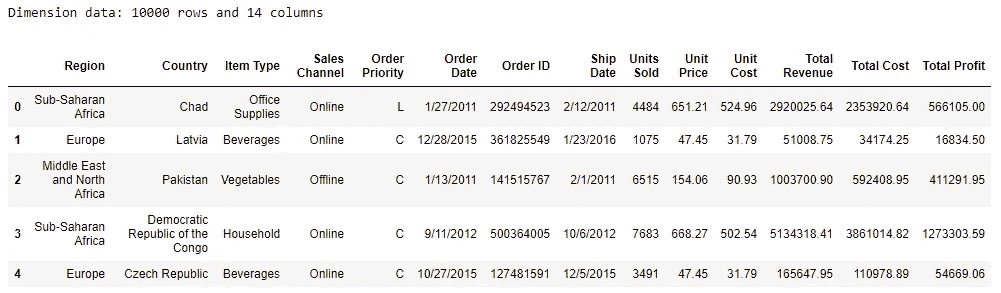 Dimension data: 10000 rows and 14 columns
Region Country Item Type Sales Channel Order Priority Order Date Order ID Ship Date Units Sold Unit Price Unit Cost Total Revenue Total Cost Total Profit
0 Sub-Saharan Africa Chad Office Supplies Online L 1/27/2011 292494523 2/12/2011 4484 651.21 524.96 2920025.64 2353920.64 566105.00
1 Europe Latvia Beverages Online C 12/28/2015 361825549 1/23/2016 1075 47.45 31.79 51008.75 34174.25 16834.50
2 Middle East and North Africa Pakistan Vegetables Offline C 1/13/2011 141515767 2/1/2011 6515 154.06 90.93 1003700.90 592408.95 411291.95
3 Sub-Saharan Africa Democratic Republic of the Congo Household Online C 9/11/2012 500364005 10/6/2012 7683 668.27 502.54 5134318.41 3861014.82 1273303.59
4 Europe Czech Republic Beverages Online C 10/27/2015 127481591 12/5/2015 3491 47.45 31.79 165647.95 110978.89 54669.06